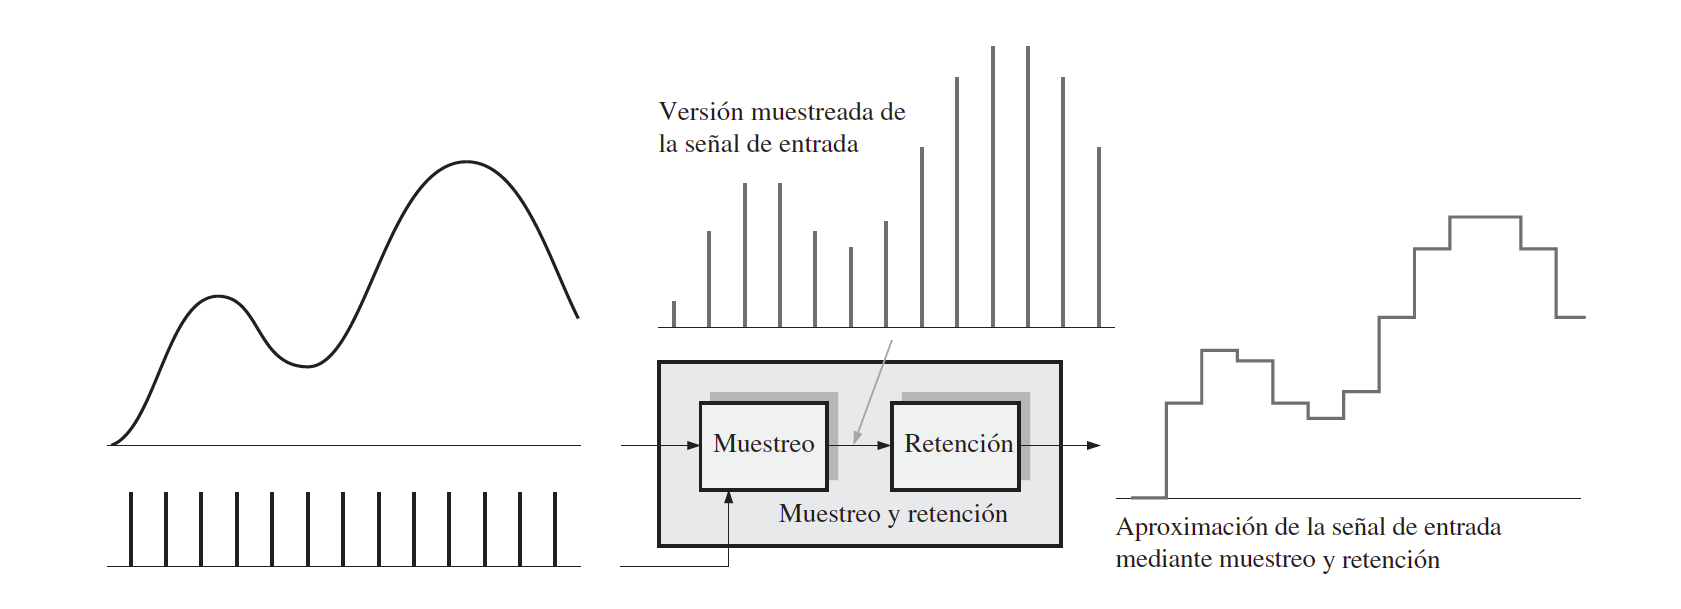 Versión muestreada de
la señal de entrada
Muestreo
Retención
Muestreo y retención
Aproximación de la señal de entrada
mediante muestreo y retención